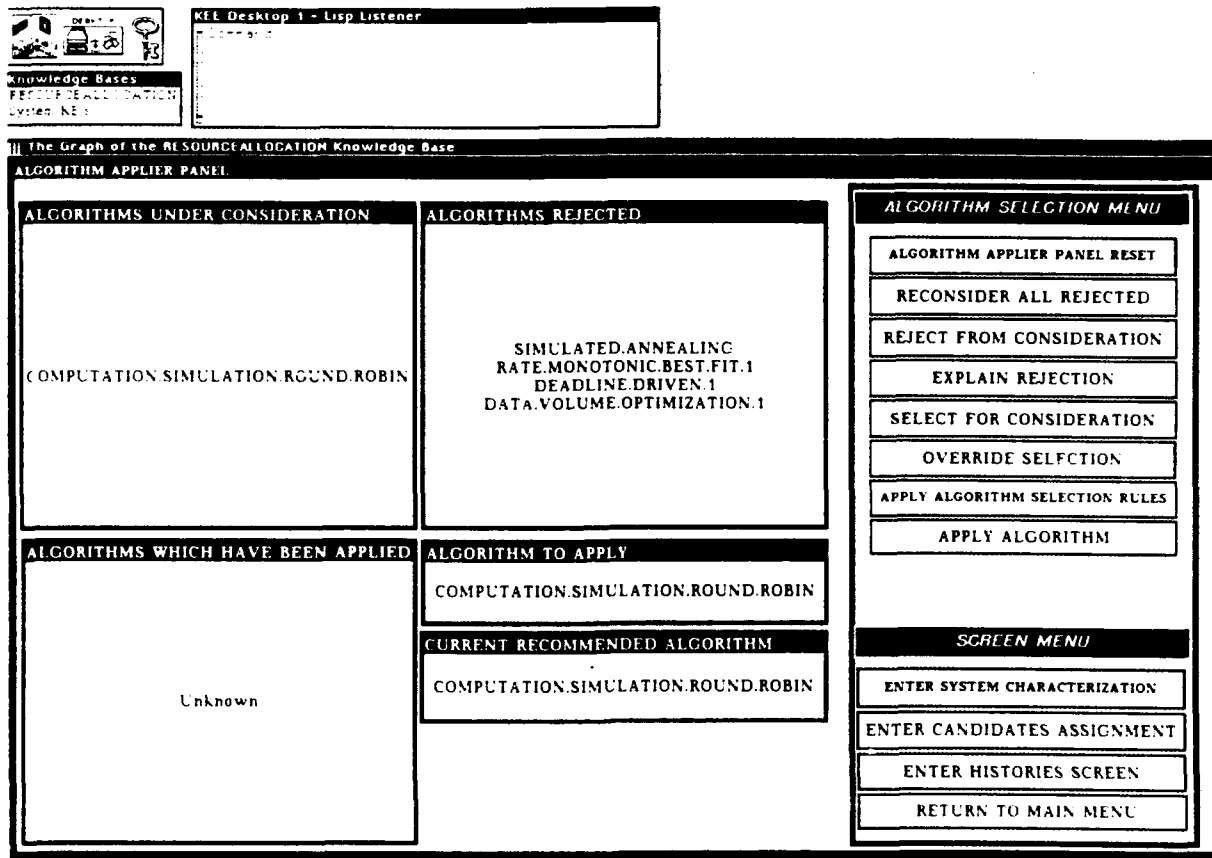 KEE Desktop 1 - Lisp Listener
Command
Knowledge Bases
RESOURCEALLOCATION
System KB's
The Graph of the RESOURCEALLOCATION Knowledge Base
ALGORITHM APPLIER PANEL
ALGORITHMS UNDER CONSIDERATION
COMPUTATION.SIMULATION.ROUND.ROBIN
ALGORITHMS REJECTED
SIMULATED.ANNEALING
RATE.MONOTONIC.BEST.FIT.1
DEADLINE.DRIVEN.1
DATA.VOLUME.OPTIMIZATION.1
ALGORITHMS WHICH HAVE BEEN APPLIED
Unknown
ALGORITHM TO APPLY
COMPUTATION.SIMULATION.ROUND.ROBIN
CURRENT RECOMMENDED ALGORITHM
COMPUTATION.SIMULATION.ROUND.ROBIN
ALGORITHM SELECTION MENU
ALGORITHM APPLIER PANEL RESET
RECONSIDER ALL REJECTED
REJECT FROM CONSIDERATION
EXPLAIN REJECTION
SELECT FOR CONSIDERATION
OVERRIDE SELECTION
APPLY ALGORITHM SELECTION RULES
APPLY ALGORITHM
SCREEN MENU
ENTER SYSTEM CHARACTERIZATION
ENTER CANDIDATES ASSIGNMENT
ENTER HISTORIES SCREEN
RETURN TO MAIN MENU